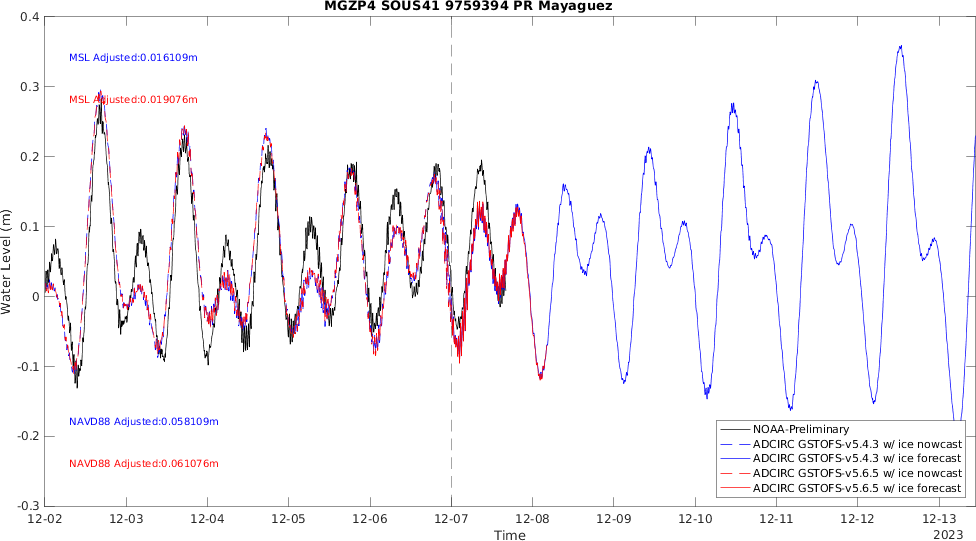 MGZP4 SOUS41 9759394 PR Mayaguez
0.4
0.3
0.2
0.1
0
-0.1
-0.2
-0.3
Water Level (m)
MSL Adjusted:0.016109m
MSL Adjusted:0.019076m
NAVD88 Adjusted:0.058109m
NAVD88 Adjusted:0.061076m
NOAA-Preliminary
ADCIRC GSTOFS-v5.4.3 w/ ice nowcast
ADCIRC GSTOFS-v5.4.3 w/ ice forecast
ADCIRC GSTOFS-v5.6.5 w/ ice nowcast
ADCIRC GSTOFS-v5.6.5 w/ ice forecast
12-02 12-03 12-04 12-05 12-06 12-07 12-08 12-09 12-10 12-11 12-12 12-13
2023
Time